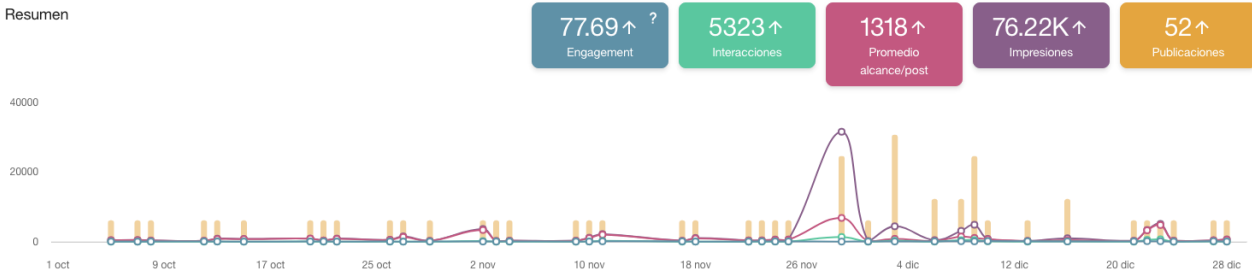 Resumen
77.69↑ ?
Engagement
5323↑
Interacciones
1318↑
Promedio
alcance/post
76.22K↑
Impresiones
52↑
Publicaciones
40000
20000
0
1 oct 9 oct 17 oct 25 oct 2 nov 10 nov 18 nov 26 nov 4 dic 12 dic 20 dic 28 dic